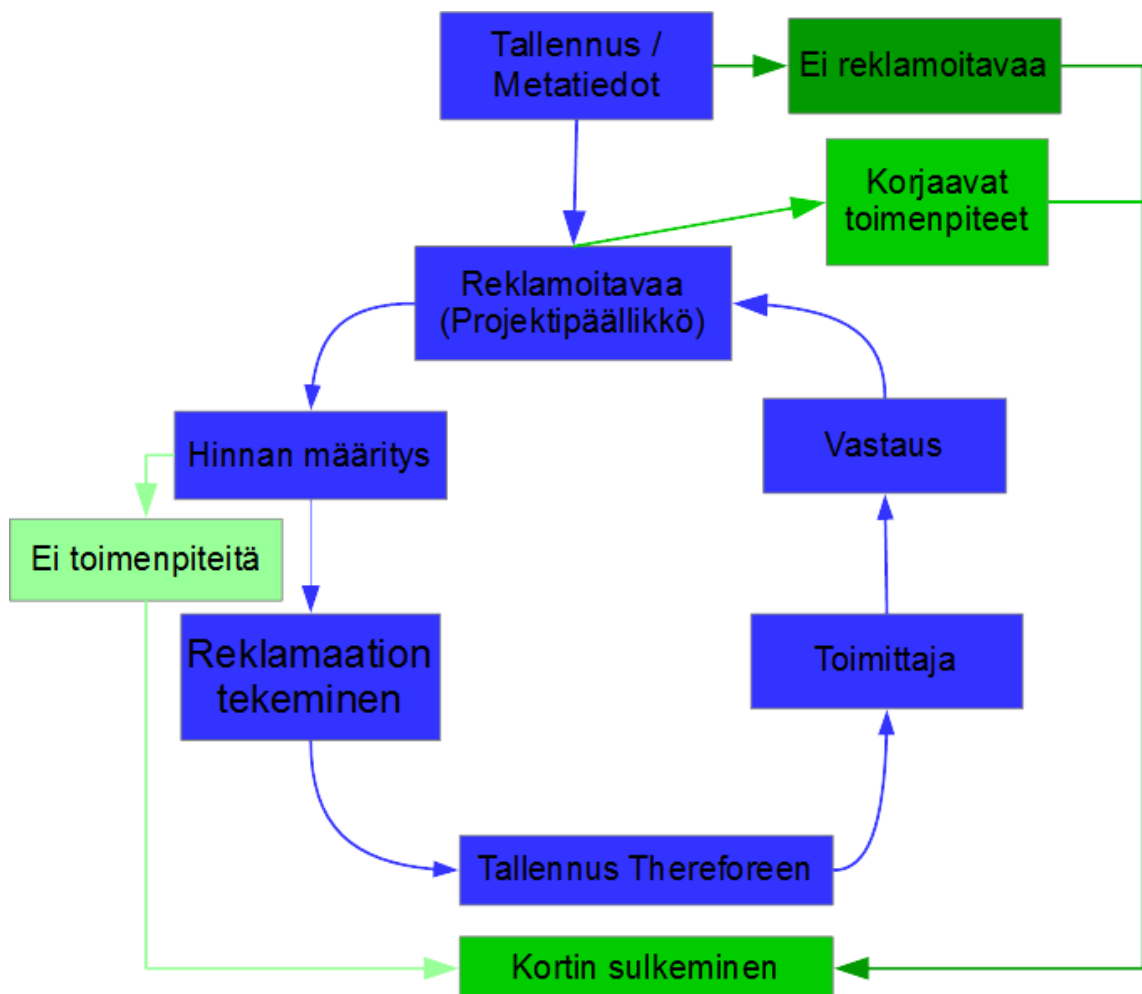 Tallennus /
Metatiedot
Ei reklamoitavaa
Korjaavat
toimenpiteet
Reklamoitavaa
(Projektipäällikkö)
Hinnan määritys
Vastaus
Ei toimenpiteitä
Reklamaation
tekeminen
Toimittaja
Tallennus Thereforeen
Kortin sulkeminen